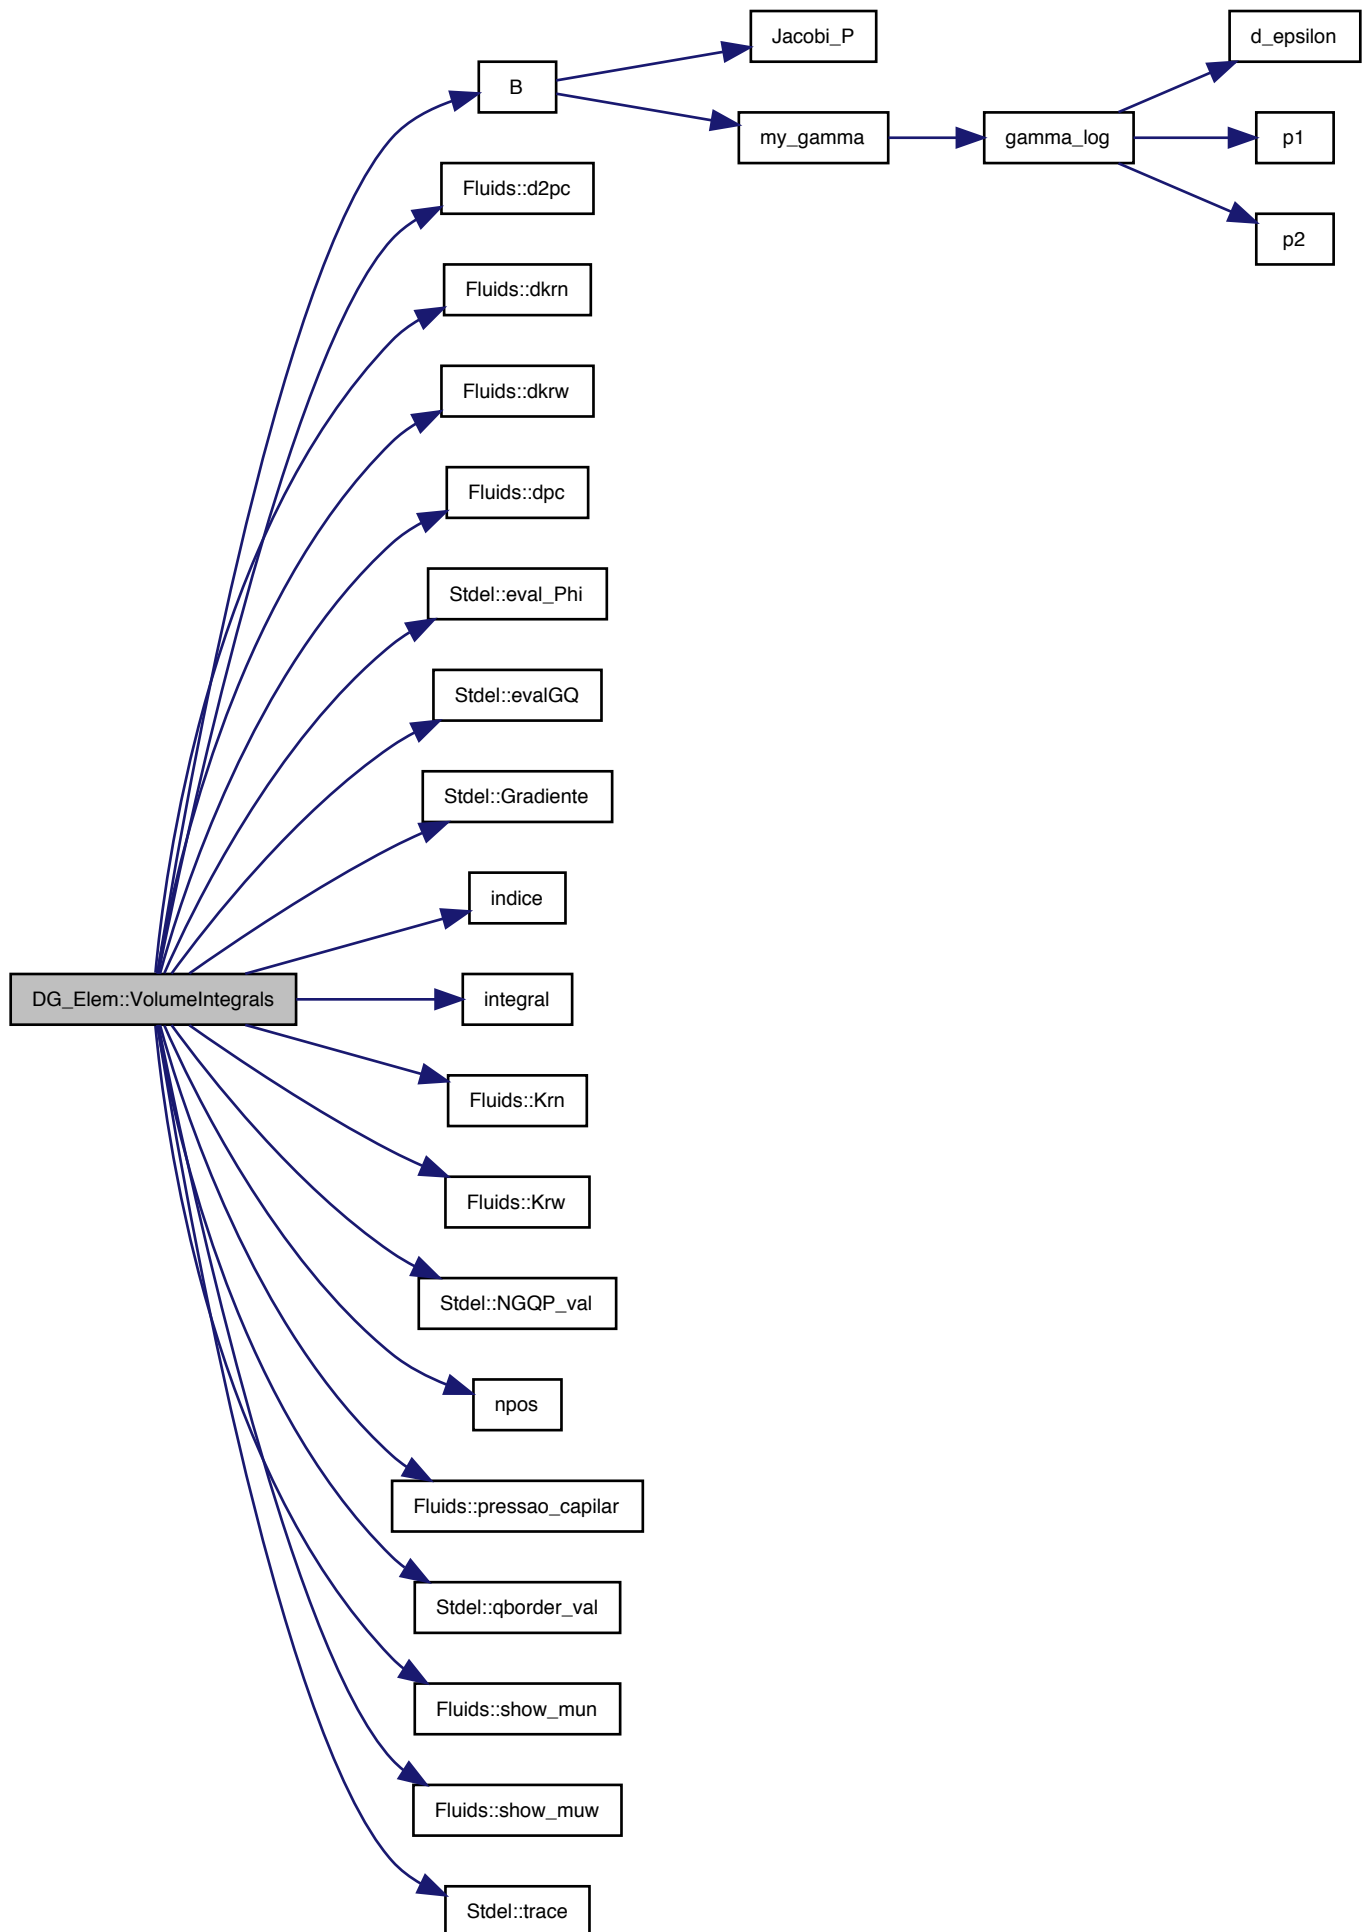 Jacobi_P
d_epsilon
B
my_gamma
gamma_log
p1
Fluids::d2pc
p2
Fluids::dkrn
Fluids::dkrw
Fluids::dpc
Stdel::eval_Phi
Stdel::evalGQ
Stdel::Gradiente
indice
DG_Elem::VolumeIntegrals
integral
Fluids::Krn
Fluids::Krw
Stdel::NGQP_val
npos
Fluids::pressao_capilar
Stdel::qborder_val
Fluids::show_mun
Fluids::show_muw
Stdel::trace